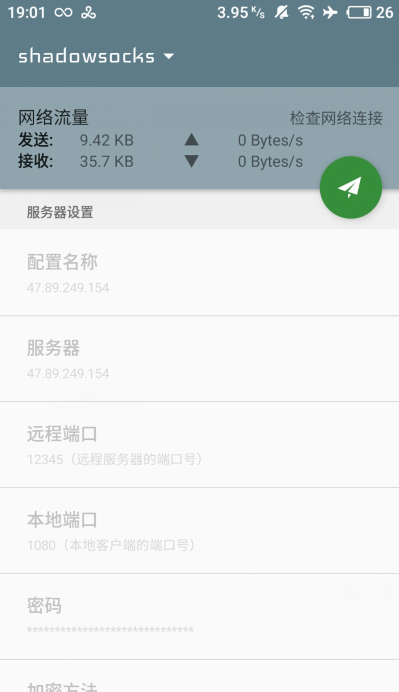 19:01 3.95 K/s 26
shadowsocks
网络流量 检查网络连接
发送: 9.42 KB ▲ 0 Bytes/s
接收: 35.7 KB ▼ 0 Bytes/s
服务器设置
配置名称
47.89.249.154
服务器
47.89.249.154
远程端口
12345（远程服务器的端口号）
本地端口
1080（本地客户端的端口号）
密码
******************************
加密方法